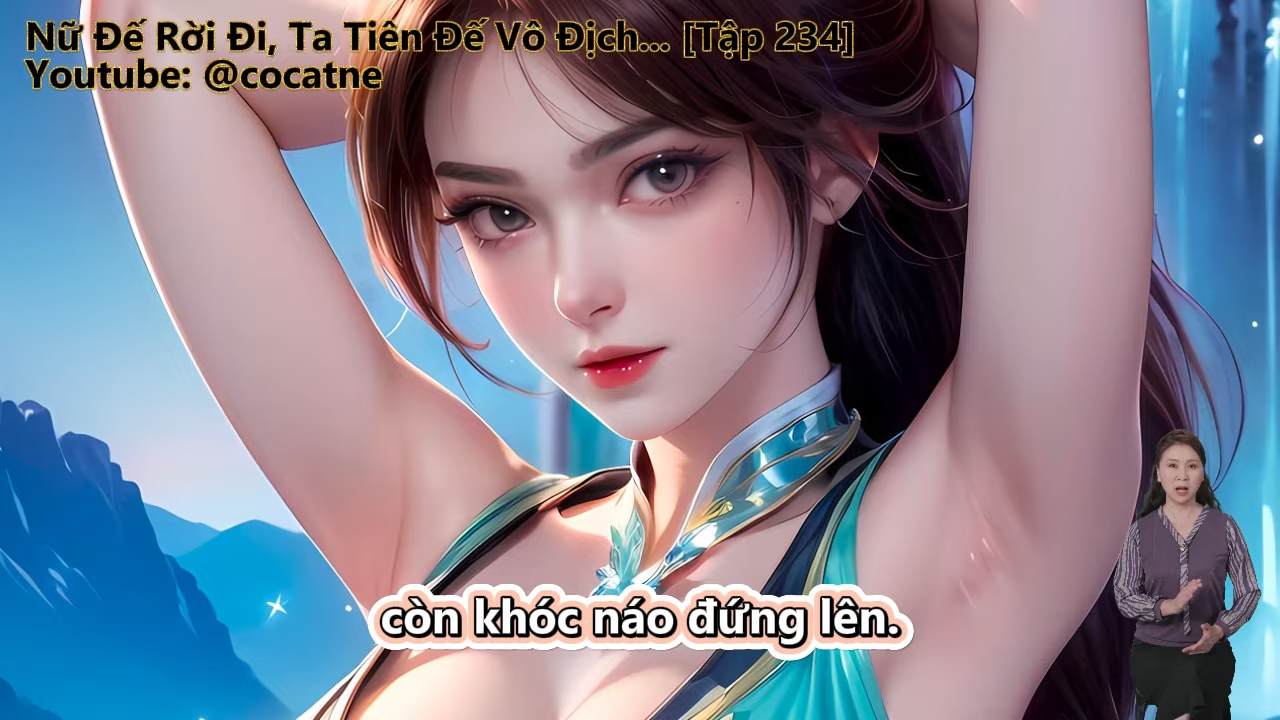 Nữ Đế Rời Đi, Ta Tiên Đế Vô Địch... [Tập 234]
Youtube: @cocatne
còn khóc náo đứng lên.